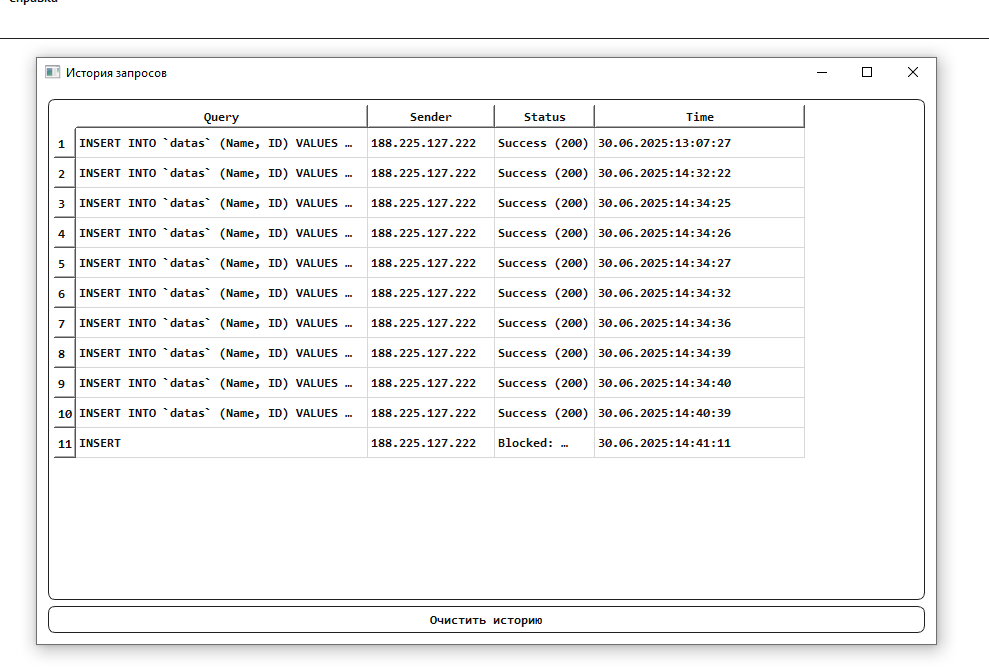 История запросов
Query Sender Status Time
1 INSERT INTO `datas` (Name, ID) VALUES … 188.225.127.222 Success (200) 30.06.2025:13:07:27
2 INSERT INTO `datas` (Name, ID) VALUES … 188.225.127.222 Success (200) 30.06.2025:14:32:22
3 INSERT INTO `datas` (Name, ID) VALUES … 188.225.127.222 Success (200) 30.06.2025:14:34:25
4 INSERT INTO `datas` (Name, ID) VALUES … 188.225.127.222 Success (200) 30.06.2025:14:34:26
5 INSERT INTO `datas` (Name, ID) VALUES … 188.225.127.222 Success (200) 30.06.2025:14:34:27
6 INSERT INTO `datas` (Name, ID) VALUES … 188.225.127.222 Success (200) 30.06.2025:14:34:32
7 INSERT INTO `datas` (Name, ID) VALUES … 188.225.127.222 Success (200) 30.06.2025:14:34:36
8 INSERT INTO `datas` (Name, ID) VALUES … 188.225.127.222 Success (200) 30.06.2025:14:34:39
9 INSERT INTO `datas` (Name, ID) VALUES … 188.225.127.222 Success (200) 30.06.2025:14:34:40
10 INSERT INTO `datas` (Name, ID) VALUES … 188.225.127.222 Success (200) 30.06.2025:14:40:39
11 INSERT 188.225.127.222 Blocked: … 30.06.2025:14:41:11
Очистить историю